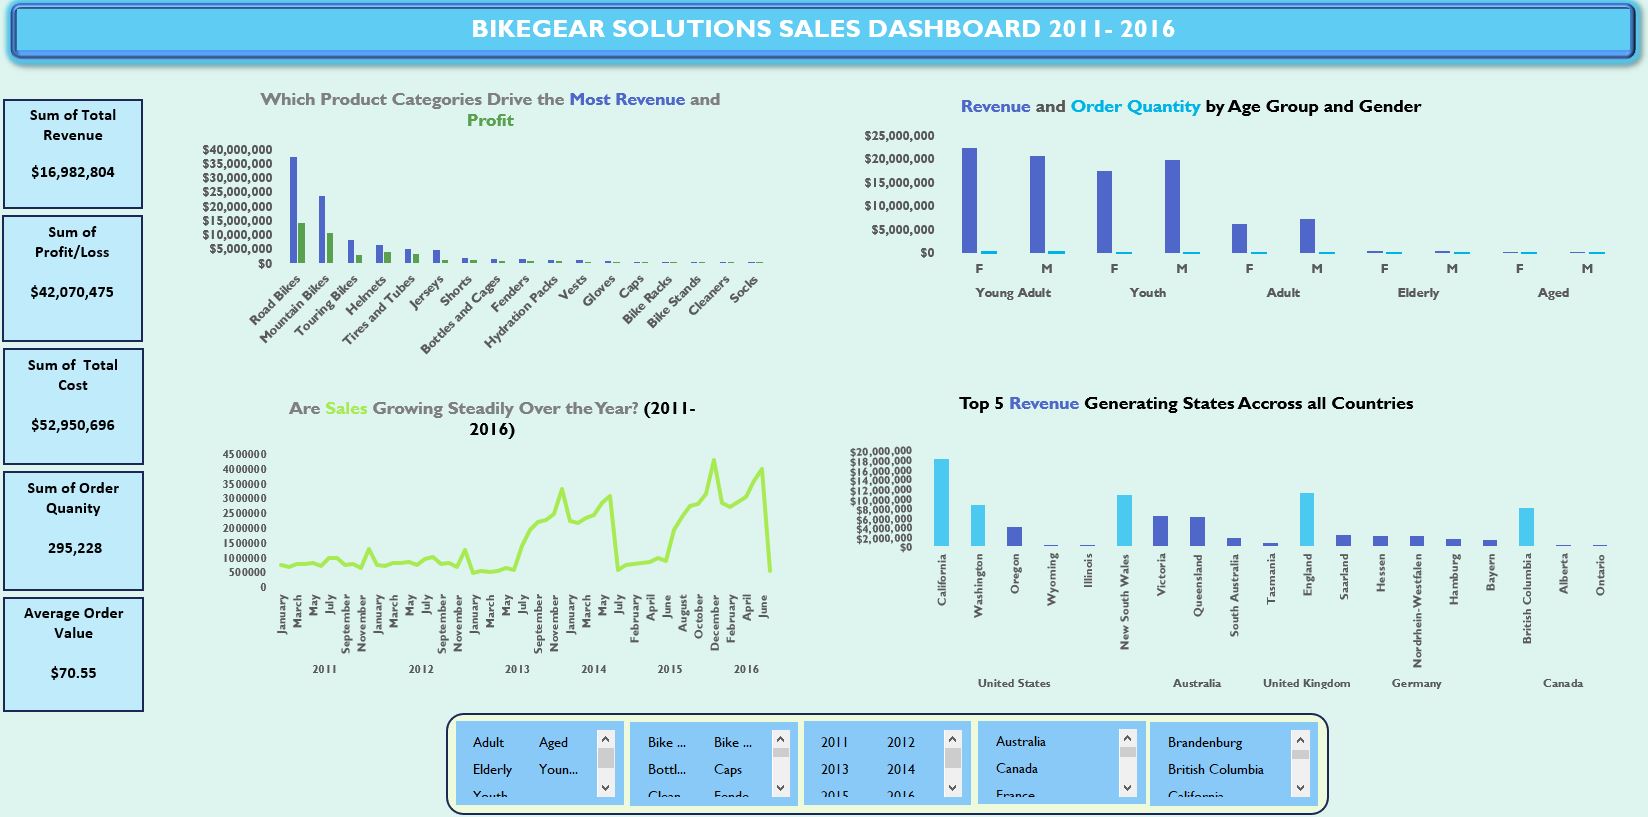 BIKEGEAR SOLUTIONS SALES DASHBOARD 2011- 2016
Sum of Total
Revenue
$16,982,804
Sum of
Profit/Loss
$42,070,475
Sum of  Total
Cost
$52,950,696
Sum of Order
Quanity
295,228
Average Order
Value
$70.55
Which Product Categories Drive the Most Revenue and
Profit
$40,000,000
$35,000,000
$30,000,000
$25,000,000
$20,000,000
$15,000,000
$10,000,000
$5,000,000
$0
Road Bikes
Mountain Bikes
Touring Bikes
Helmets
Tires and Tubes
Jerseys
Shorts
Bottles and Cages
Fenders
Hydration Packs
Vests
Gloves
Caps
Bike Racks
Bike Stands
Cleaners
Socks
Revenue and Order Quantity by Age Group and Gender
$25,000,000
$20,000,000
$15,000,000
$10,000,000
$5,000,000
$0
F M F M F M F M F M
Young Adult Youth Adult Elderly Aged
Are Sales Growing Steadily Over the Year? (2011-
2016)
4500000
4000000
3500000
3000000
2500000
2000000
1500000
1000000
500000
0
January
March
May
July
September
November
January
March
May
July
September
November
January
March
May
July
September
November
January
March
May
July
February
April
June
August
October
December
February
April
June
2011 2012 2013 2014 2015 2016
Top 5 Revenue Generating States Accross all Countries
$20,000,000
$18,000,000
$16,000,000
$14,000,000
$12,000,000
$10,000,000
$8,000,000
$6,000,000
$4,000,000
$2,000,000
$0
California
Washington
Oregon
Wyoming
Illinois
New South Wales
Victoria
Queensland
South Australia
Tasmania
England
Saarland
Hessen
Nordrhein-Westfalen
Hamburg
Bayern
British Columbia
Alberta
Ontario
United States Australia United Kingdom Germany Canada
Adult Aged
Elderly Youn...
Youth
Bike ... Bike ...
Bottl... Caps
Clean Fende
2011 2012
2013 2014
2015 2016
Australia
Canada
France
Brandenburg
British Columbia
California